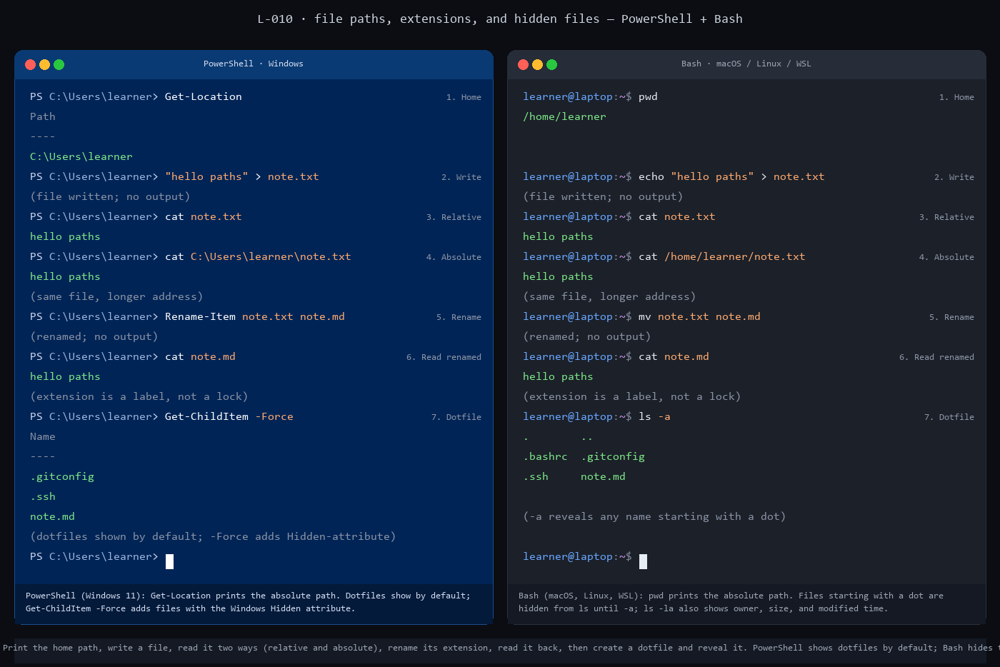 L-010 · file paths, extensions, and hidden files — PowerShell + Bash
PowerShell · Windows
PS C:\Users\learner> Get-Location
1. Home
Path
----
C:\Users\learner
PS C:\Users\learner> "hello paths" > note.txt
2. Write
(file written; no output)
PS C:\Users\learner> cat note.txt
3. Relative
hello paths
PS C:\Users\learner> cat C:\Users\learner\note.txt
4. Absolute
hello paths
(same file, longer address)
PS C:\Users\learner> Rename-Item note.txt note.md
5. Rename
(renamed; no output)
PS C:\Users\learner> cat note.md
6. Read renamed
hello paths
(extension is a label, not a lock)
PS C:\Users\learner> Get-ChildItem -Force
7. Dotfile
Name
----
.gitconfig
.ssh
note.md
(dotfiles shown by default; -Force adds Hidden-attribute)
PS C:\Users\learner>
PowerShell (Windows 11): Get-Location prints the absolute path. Dotfiles show by default;
Get-ChildItem -Force adds files with the Windows Hidden attribute.
Bash · macOS / Linux / WSL
learner@laptop:~$ pwd
1. Home
/home/learner
learner@laptop:~$ echo "hello paths" > note.txt
2. Write
(file written; no output)
learner@laptop:~$ cat note.txt
3. Relative
hello paths
learner@laptop:~$ cat /home/learner/note.txt
4. Absolute
hello paths
(same file, longer address)
learner@laptop:~$ mv note.txt note.md
5. Rename
(renamed; no output)
learner@laptop:~$ cat note.md
6. Read renamed
hello paths
(extension is a label, not a lock)
learner@laptop:~$ ls -a
7. Dotfile
. ..
.bashrc .gitconfig
.ssh note.md
(-a reveals any name starting with a dot)
learner@laptop:~$
Bash (macOS, Linux, WSL): pwd prints the absolute path. Files starting with a dot are
hidden from ls until -a; ls -la also shows owner, size, and modified time.
Print the home path, write a file, read it two ways (relative and absolute), rename its extension, read it back, then create a dotfile and reveal it. PowerShell shows dotfiles by default; Bash hides